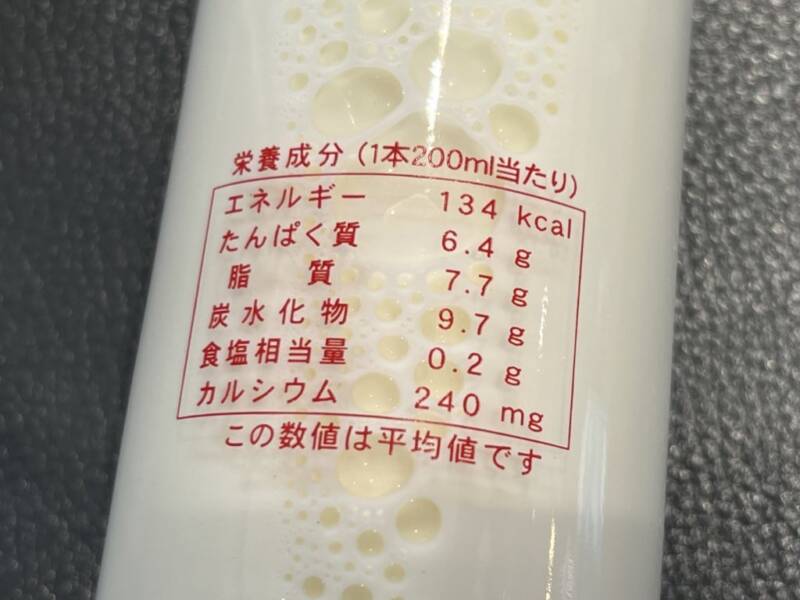 栄養成分(1本200ml当たり)
エネルギー 134 kcal
たんぱく質 6.4 g
脂質 7.7 g
炭水化物 9.7 g
食塩相当量 0.2 g
カルシウム 240 mg
この数値は平均値です